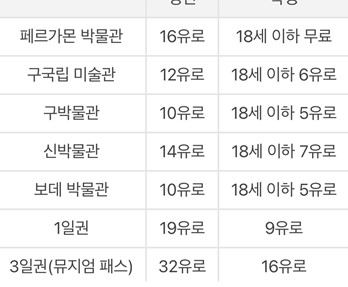 페르가몬 박물관 16유로 18세 이하 무료
구국립 미술관 12유로 18세 이하 6유로
구박물관 10유로 18세 이하 5유로
신박물관 14유로 18세 이하 7유로
보데 박물관 10유로 18세 이하 5유로
1일권 19유로 9유로
3일권(뮤지엄 패스) 32유로 16유로